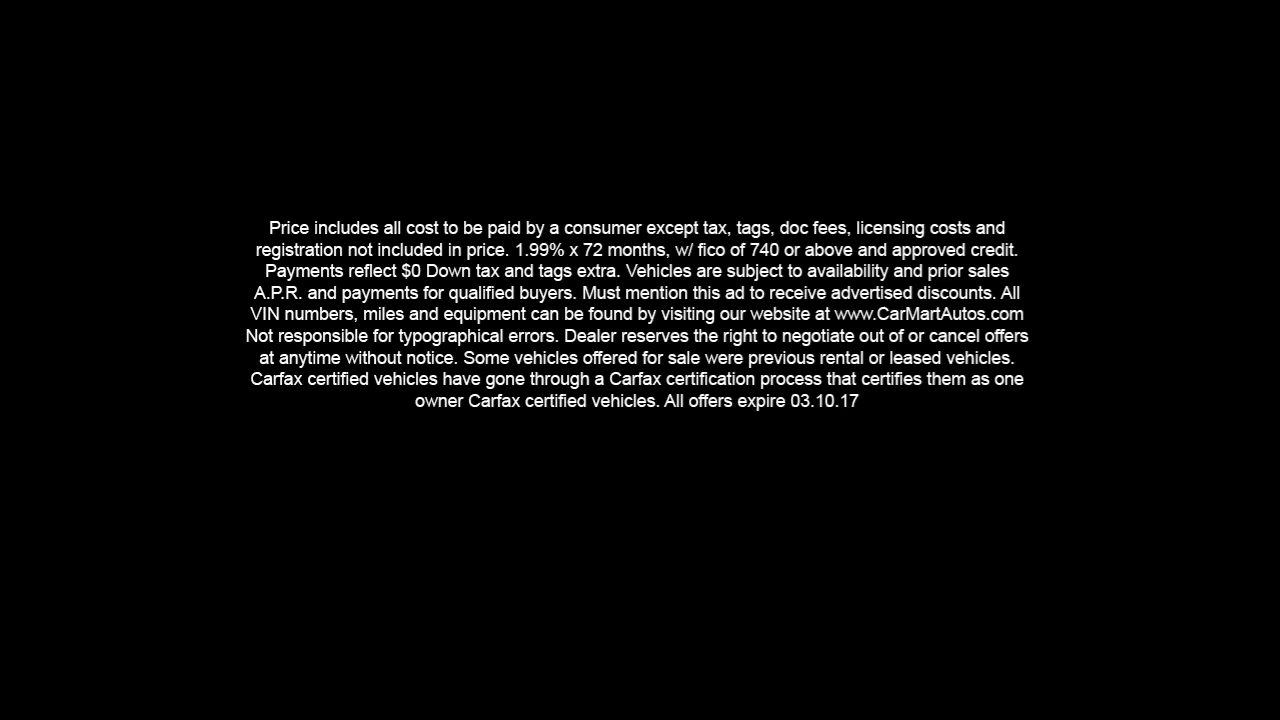 Price includes all cost to be paid by a consumer except tax, tags, doc fees, licensing costs and
registration not included in price. 1.99% x 72 months, w/ fico of 740 or above and approved credit.
Payments reflect $0 Down tax and tags extra. Vehicles are subject to availability and prior sales
A.P.R. and payments for qualified buyers. Must mention this ad to receive advertised discounts. All
VIN numbers, miles and equipment can be found by visiting our website at www.CarMartAutos.com
Not responsible for typographical errors. Dealer reserves the right to negotiate out of or cancel offers
at anytime without notice. Some vehicles offered for sale were previous rental or leased vehicles.
Carfax certified vehicles have gone through a Carfax certification process that certifies them as one
owner Carfax certified vehicles. All offers expire 03.10.17